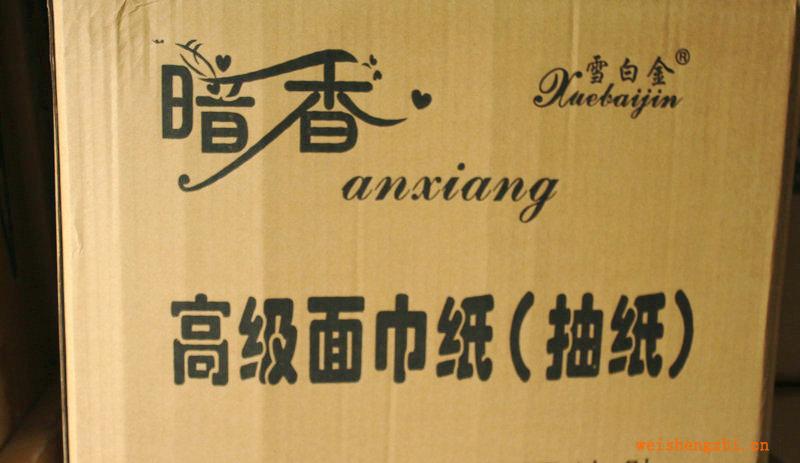 暗香
雪白金®
Xuebaijin
anxiang
高级面巾纸(抽纸)
weishengzhi.cn